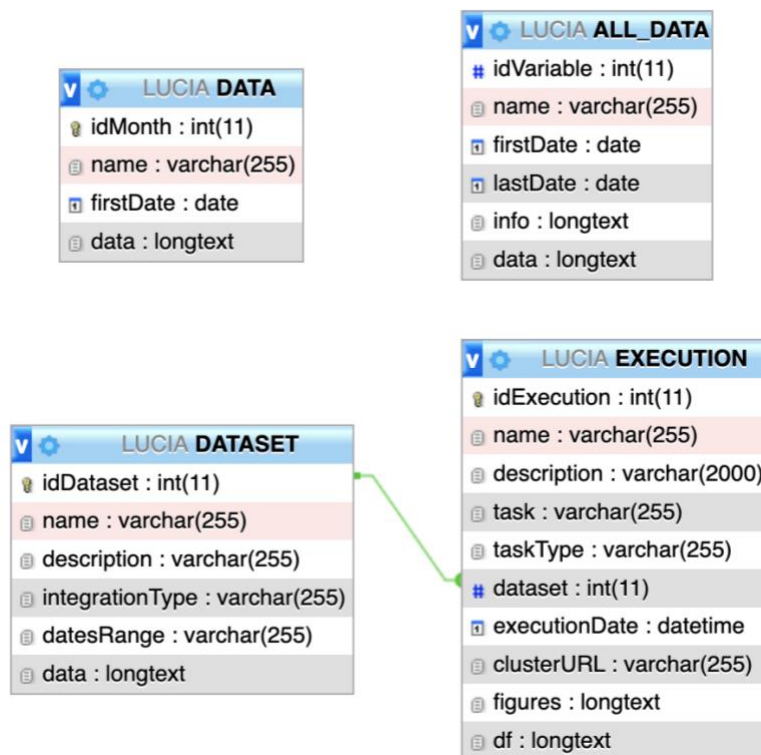 LUCIA DATA
idMonth : int(11)
name : varchar(255)
firstDate : date
data : longtext
LUCIA ALL_DATA
idVariable : int(11)
name : varchar(255)
firstDate : date
lastDate : date
info : longtext
data : longtext
LUCIA DATASET
idDataset : int(11)
name : varchar(255)
description : varchar(255)
integrationType : varchar(255)
datesRange : varchar(255)
data : longtext
LUCIA EXECUTION
idExecution : int(11)
name : varchar(255)
description : varchar(2000)
task : varchar(255)
taskType : varchar(255)
# dataset : int(11)
executionDate : datetime
clusterURL : varchar(255)
figures : longtext
df : longtext